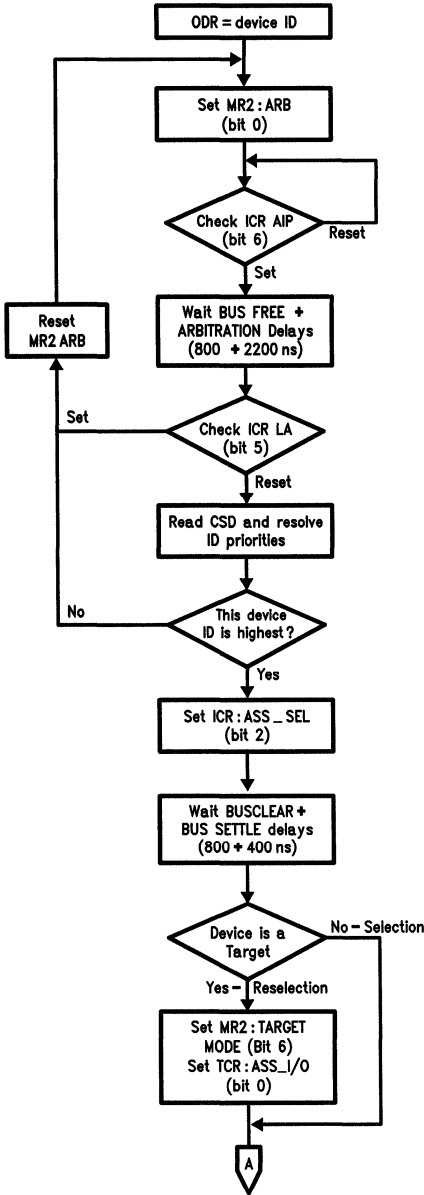 ODR = device ID
Set MR2 : ARB
(bit 0)
Check ICR AIP
(bit 6)
Reset
Set
Wait BUS FREE +
ARBITRATION Delays
(800 + 2200 ns)
Reset
MR2 ARB
Set
Check ICR LA
(bit 5)
Reset
Read CSD and resolve
ID priorities
No
This device
ID is highest?
Yes
Set ICR : ASS_SEL
(bit 2)
Wait BUSCLEAR +
BUS SETTLE delays
(800 + 400 ns)
No - Selection
Device is a
Target
Yes - Reselection
Set MR2 : TARGET
MODE (Bit 6)
Set TCR : ASS_I/O
(bit 0)
A